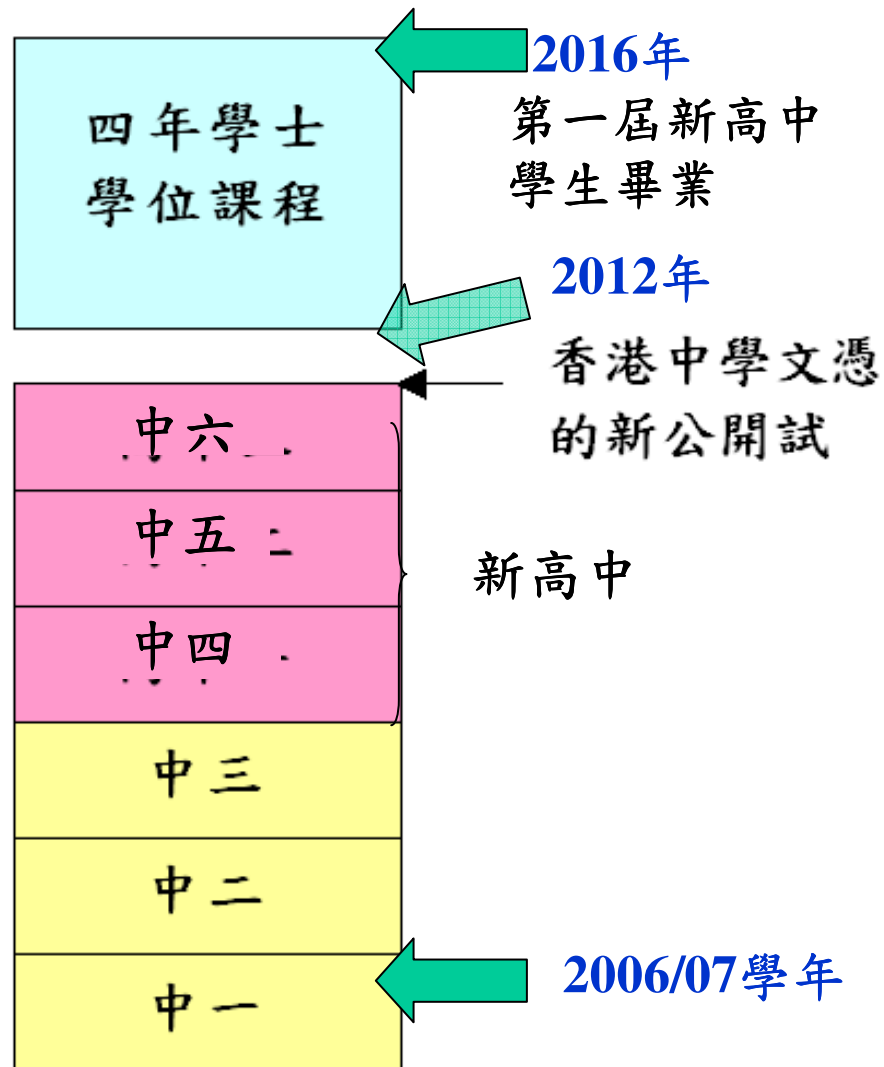 2016年
四年學士
學位課程
第一屆新高中
學生畢業
2012年
香港中學文憑
的新公開試
中六
中五
新高中
中四
中三
中二
中一
2006/07學年